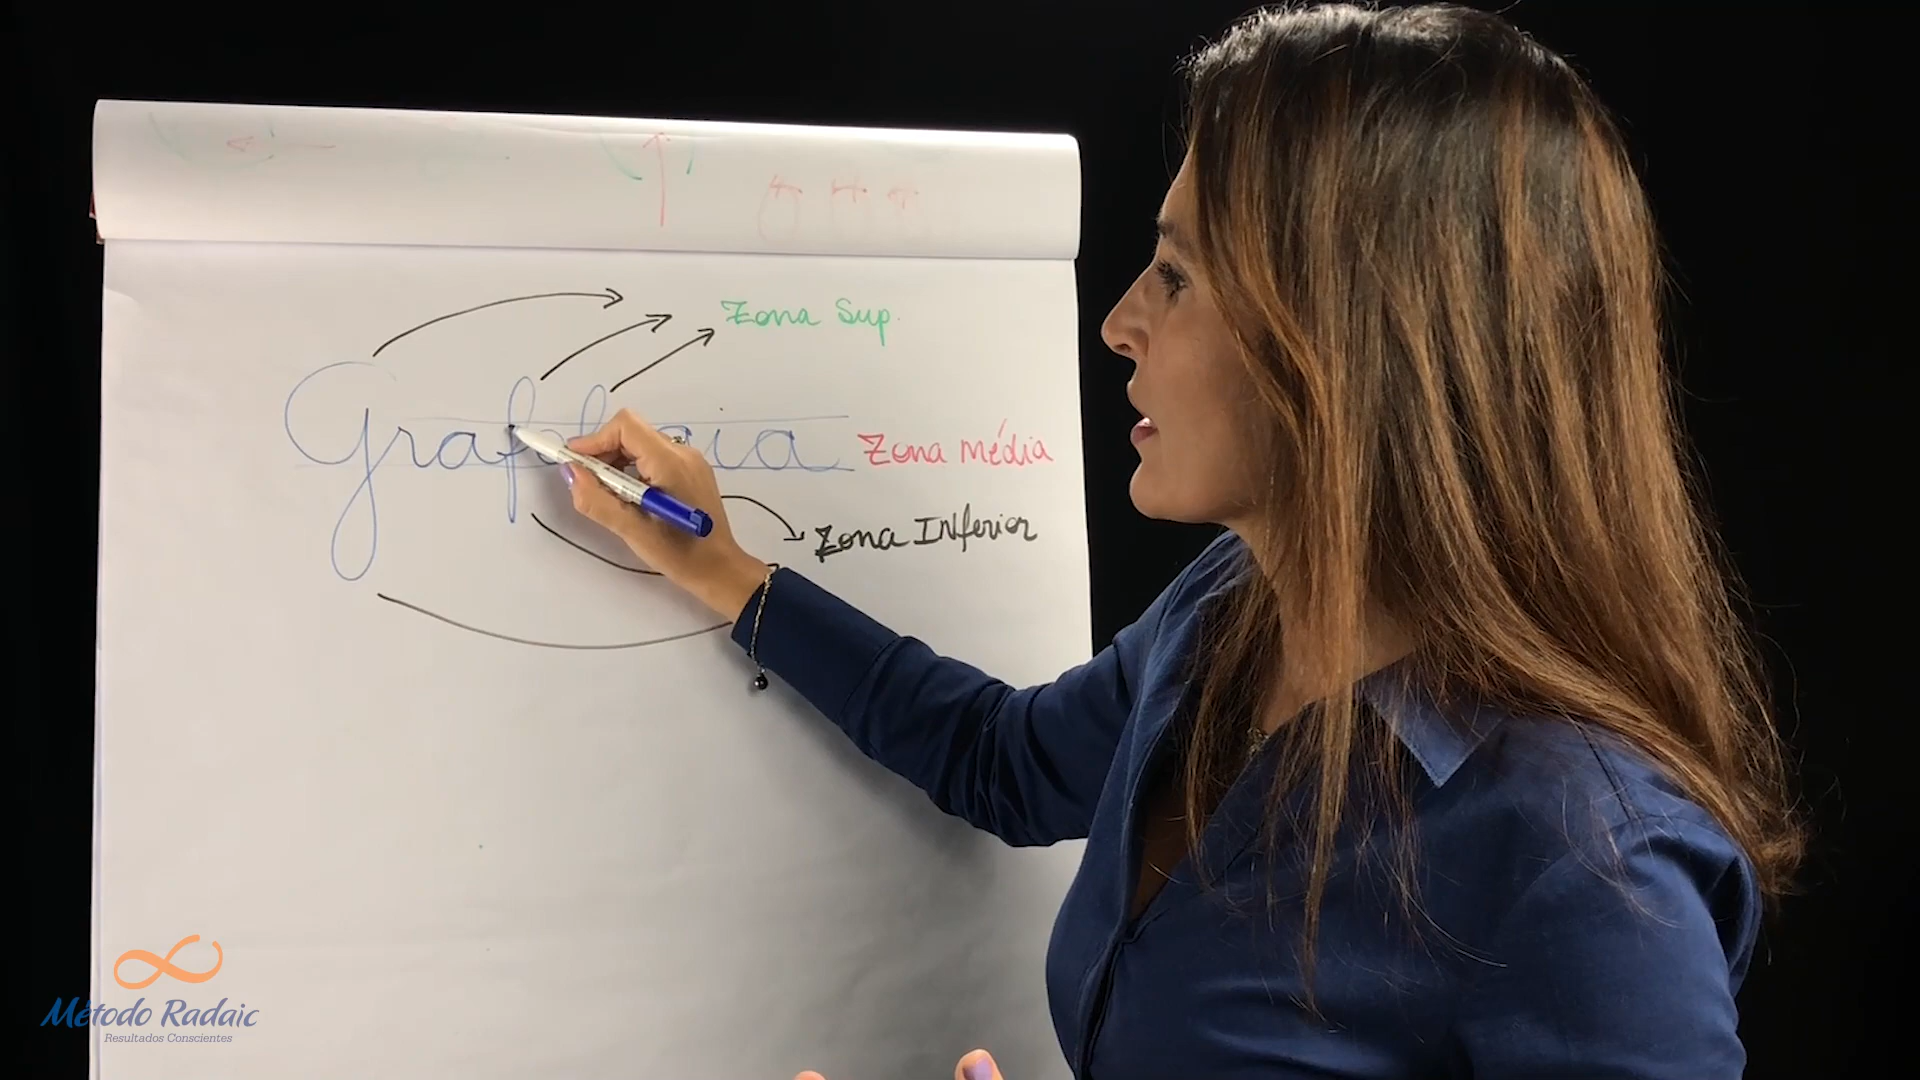 Zona Sup.
Zona Média
Zona INferior
Método Radaic
Resultados Conscientes